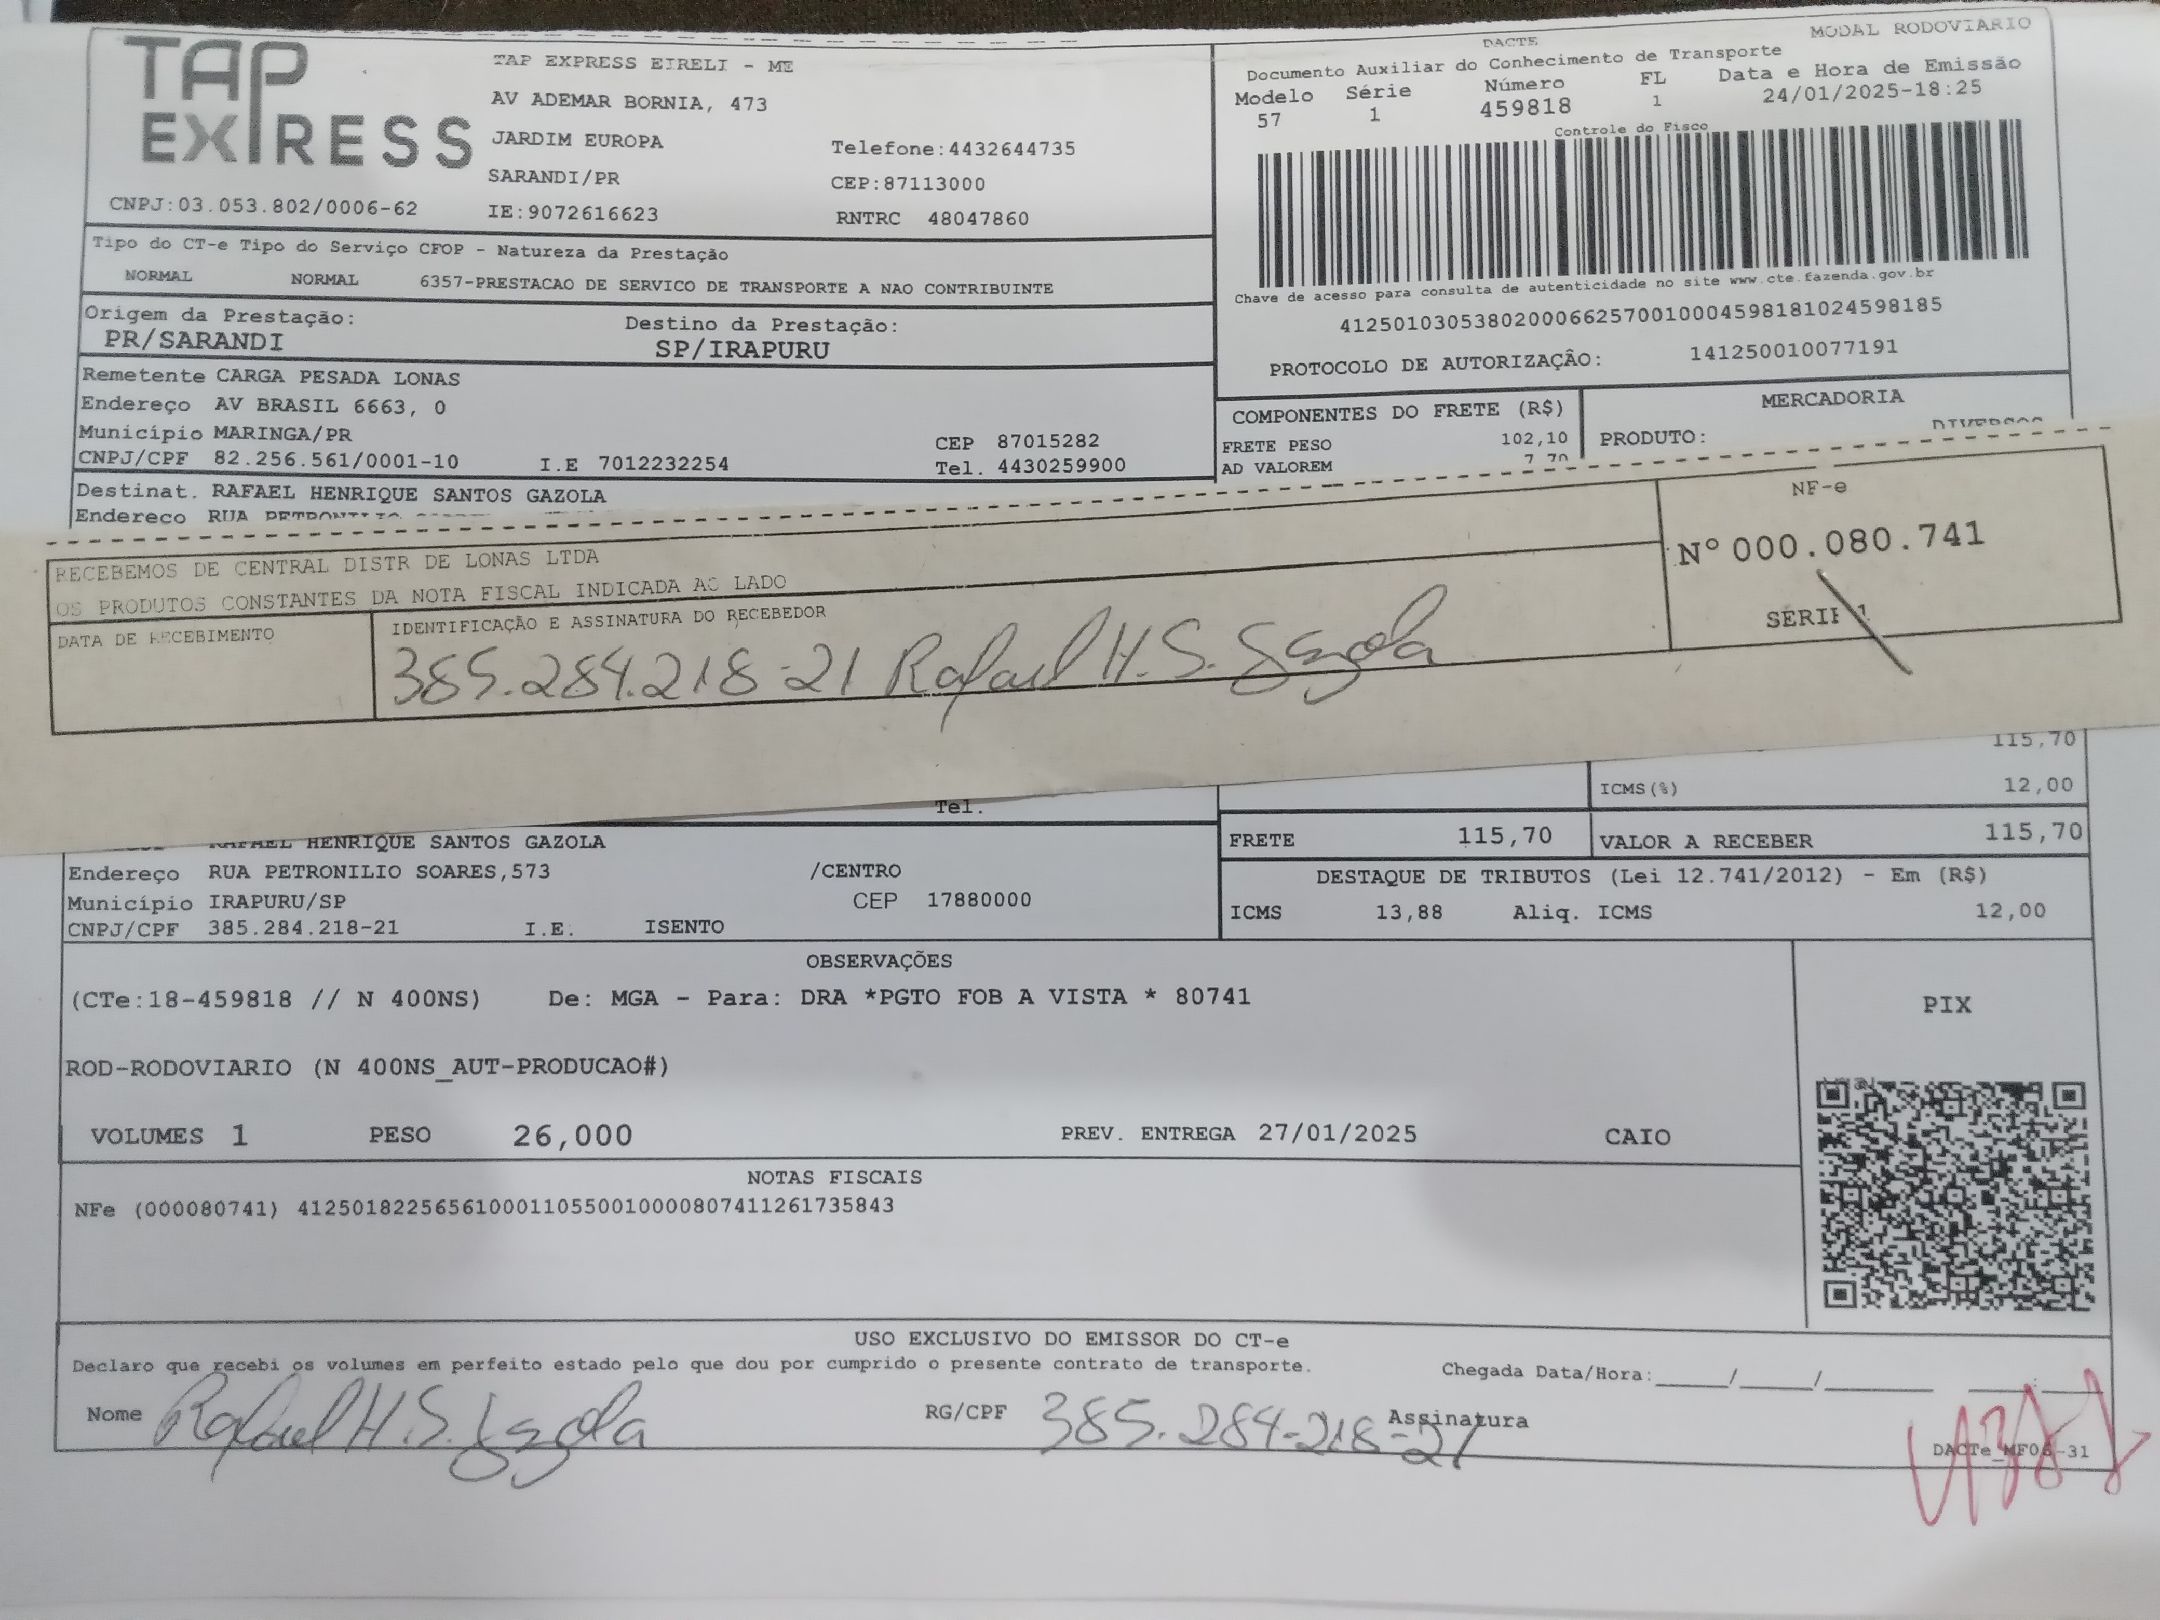 TAP EXPRESS
TAP EXPRESS EIRELI - ME
AV ADEMAR BORNIA, 473
JARDIM EUROPA
Telefone:4432644735
SARANDI/PR
CEP:87113000
CNPJ:03.053.802/0006-62
IE:9072616623
RNTRC 48047860
MODAL RODOVIARIO
DACTE
Documento Auxiliar do Conhecimento de Transporte
Modelo Série Número FL Data e Hora de Emissão
57 1 459818 1 24/01/2025-18:25
Controle do Fisco
Chave de acesso para consulta de autenticidade no site www.cte.fazenda.gov.br
41250103053802000662570010004598181024598185
PROTOCOLO DE AUTORIZAÇÃO: 141250010077191
Tipo do CT-e Tipo do Serviço CFOP - Natureza da Prestação
NORMAL NORMAL 6357-PRESTACAO DE SERVICO DE TRANSPORTE A NAO CONTRIBUINTE
Origem da Prestação: Destino da Prestação:
PR/SARANDI SP/IRAPURU
Remetente CARGA PESADA LONAS
Endereço AV BRASIL 6663, 0
Município MARINGA/PR CEP 87015282
CNPJ/CPF 82.256.561/0001-10 I.E 7012232254 Tel. 4430259900
COMPONENTES DO FRETE (R$)
FRETE PESO 102,10
AD VALOREM 7,70
MERCADORIA
PRODUTO: DIVERSOS
Destinat. RAFAEL HENRIQUE SANTOS GAZOLA
Endereco RUA PETRONILIO
RECEBEMOS DE CENTRAL DISTR DE LONAS LTDA
OS PRODUTOS CONSTANTES DA NOTA FISCAL INDICADA AO LADO
DATA DE RECEBIMENTO
IDENTIFICAÇÃO E ASSINATURA DO RECEBEDOR
385.284.218-21 Rafael H.S. Gazola
NF-e
Nº 000.080.741
SÉRIE 1
115,70
ICMS(%) 12,00
Tel.
FRETE 115,70
VALOR A RECEBER 115,70
RAFAEL HENRIQUE SANTOS GAZOLA
Endereço RUA PETRONILIO SOARES,573 /CENTRO
Município IRAPURU/SP CEP 17880000
CNPJ/CPF 385.284.218-21 I.E. ISENTO
DESTAQUE DE TRIBUTOS (Lei 12.741/2012) - Em (R$)
ICMS 13,88 Aliq. ICMS 12,00
OBSERVAÇÕES
(CTe:18-459818 // N 400NS) De: MGA - Para: DRA *PGTO FOB A VISTA * 80741
ROD-RODOVIARIO (N 400NS_AUT-PRODUCAO#)
PIX
VOLUMES 1 PESO 26,000 PREV. ENTREGA 27/01/2025 CAIO
NOTAS FISCAIS
NFe (000080741) 41250182256561000110550010000807411261735843
USO EXCLUSIVO DO EMISSOR DO CT-e
Declaro que recebi os volumes em perfeito estado pelo que dou por cumprido o presente contrato de transporte.
Chegada Data/Hora:_____/_____/_______
Nome Rafael H.S. Gazola RG/CPF 385.284-218-21 Assinatura
DACTe_MF06-31